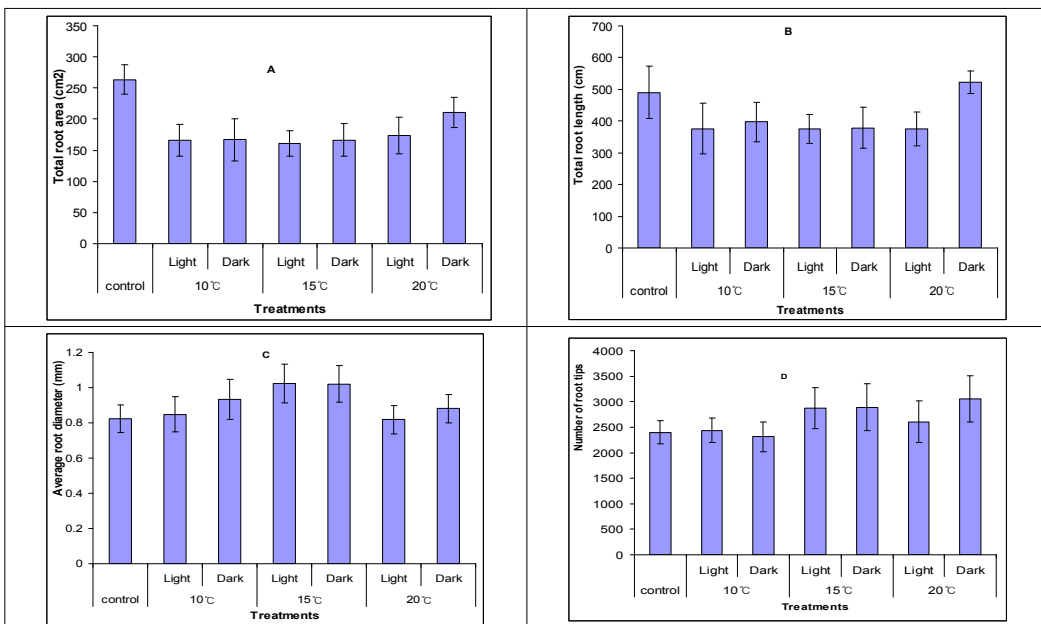 A
Total root area (cm2)
350
300
250
200
150
100
50
0
Light Dark Light Dark Light Dark
control 10℃ 15℃ 20℃
Treatments
B
Total root length (cm)
700
600
500
400
300
200
100
0
Light Dark Light Dark Light Dark
control 10℃ 15℃ 20℃
Treatments
C
Average root diameter (mm)
1.2
1
0.8
0.6
0.4
0.2
0
Light Dark Light Dark Light Dark
control 10℃ 15℃ 20℃
Treatments
D
Number of root tips
4000
3500
3000
2500
2000
1500
1000
500
0
Light Dark Light Dark Light Dark
control 10℃ 15℃ 20℃
Treatments